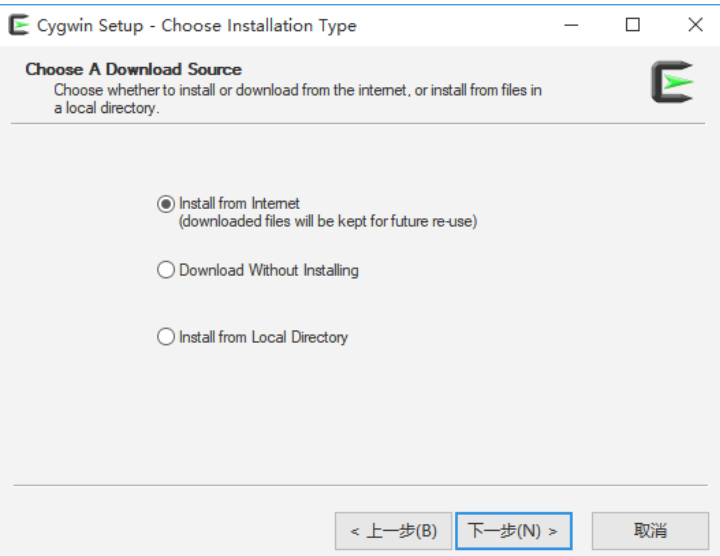 Cygwin Setup - Choose Installation Type
Choose A Download Source
Choose whether to install or download from the internet, or install from files in
a local directory.
Install from Internet
(downloaded files will be kept for future re-use)
Download Without Installing
Install from Local Directory
< 上一步(B)
下一步(N) >
取消